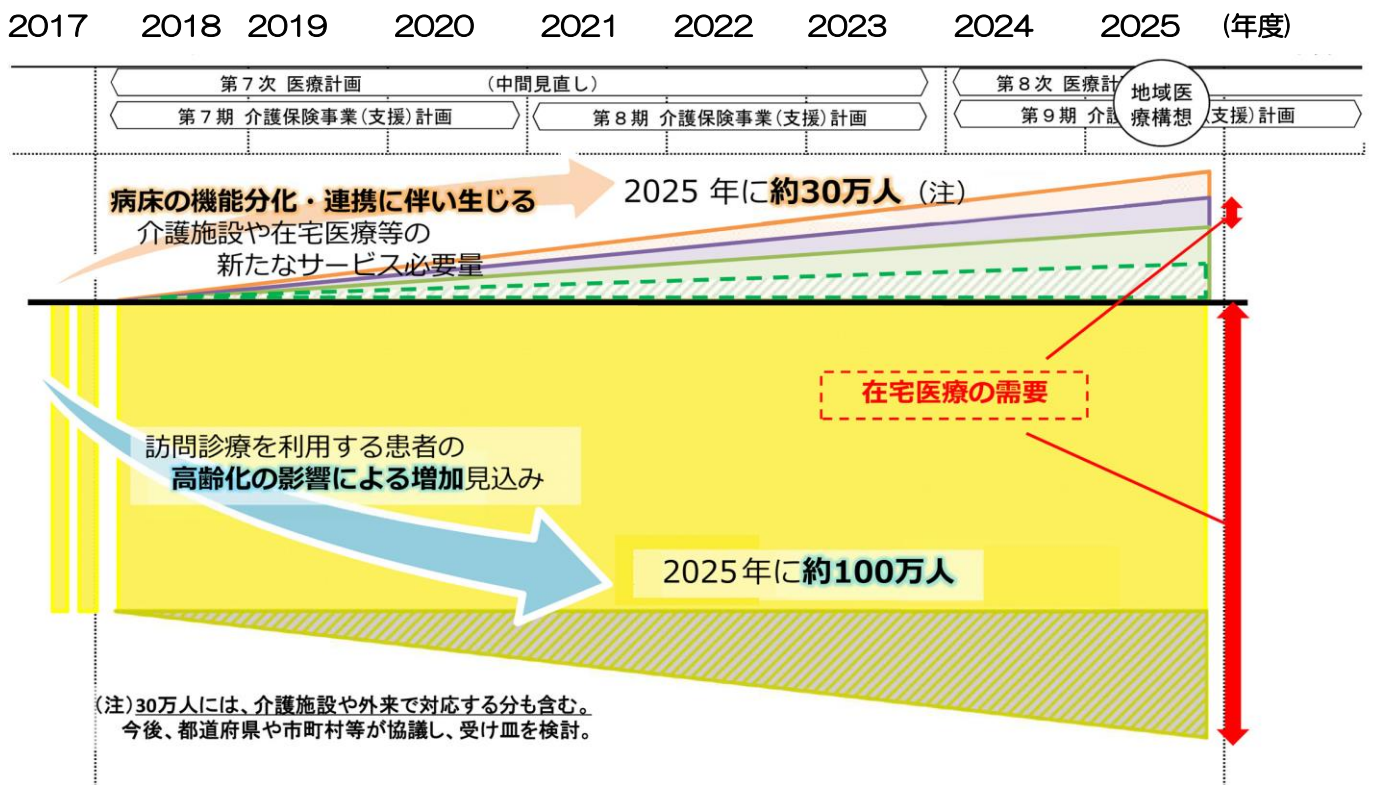 2017 2018 2019 2020 2021 2022 2023 2024 2025 (年度)
第7次 医療計画 (中間見直し) 第8次 医療計
第7期 介護保険事業(支援)計画 第8期 介護保険事業(支援)計画 第9期 介護 支援)計画
地域医
療構想
病床の機能分化・連携に伴い生じる
介護施設や在宅医療等の
新たなサービス必要量
2025 年に約30万人(注)
在宅医療の需要
訪問診療を利用する患者の
高齢化の影響による増加見込み
2025年に約100万人
(注)30万人には、介護施設や外来で対応する分も含む。
今後、都道府県や市町村等が協議し、受け皿を検討。